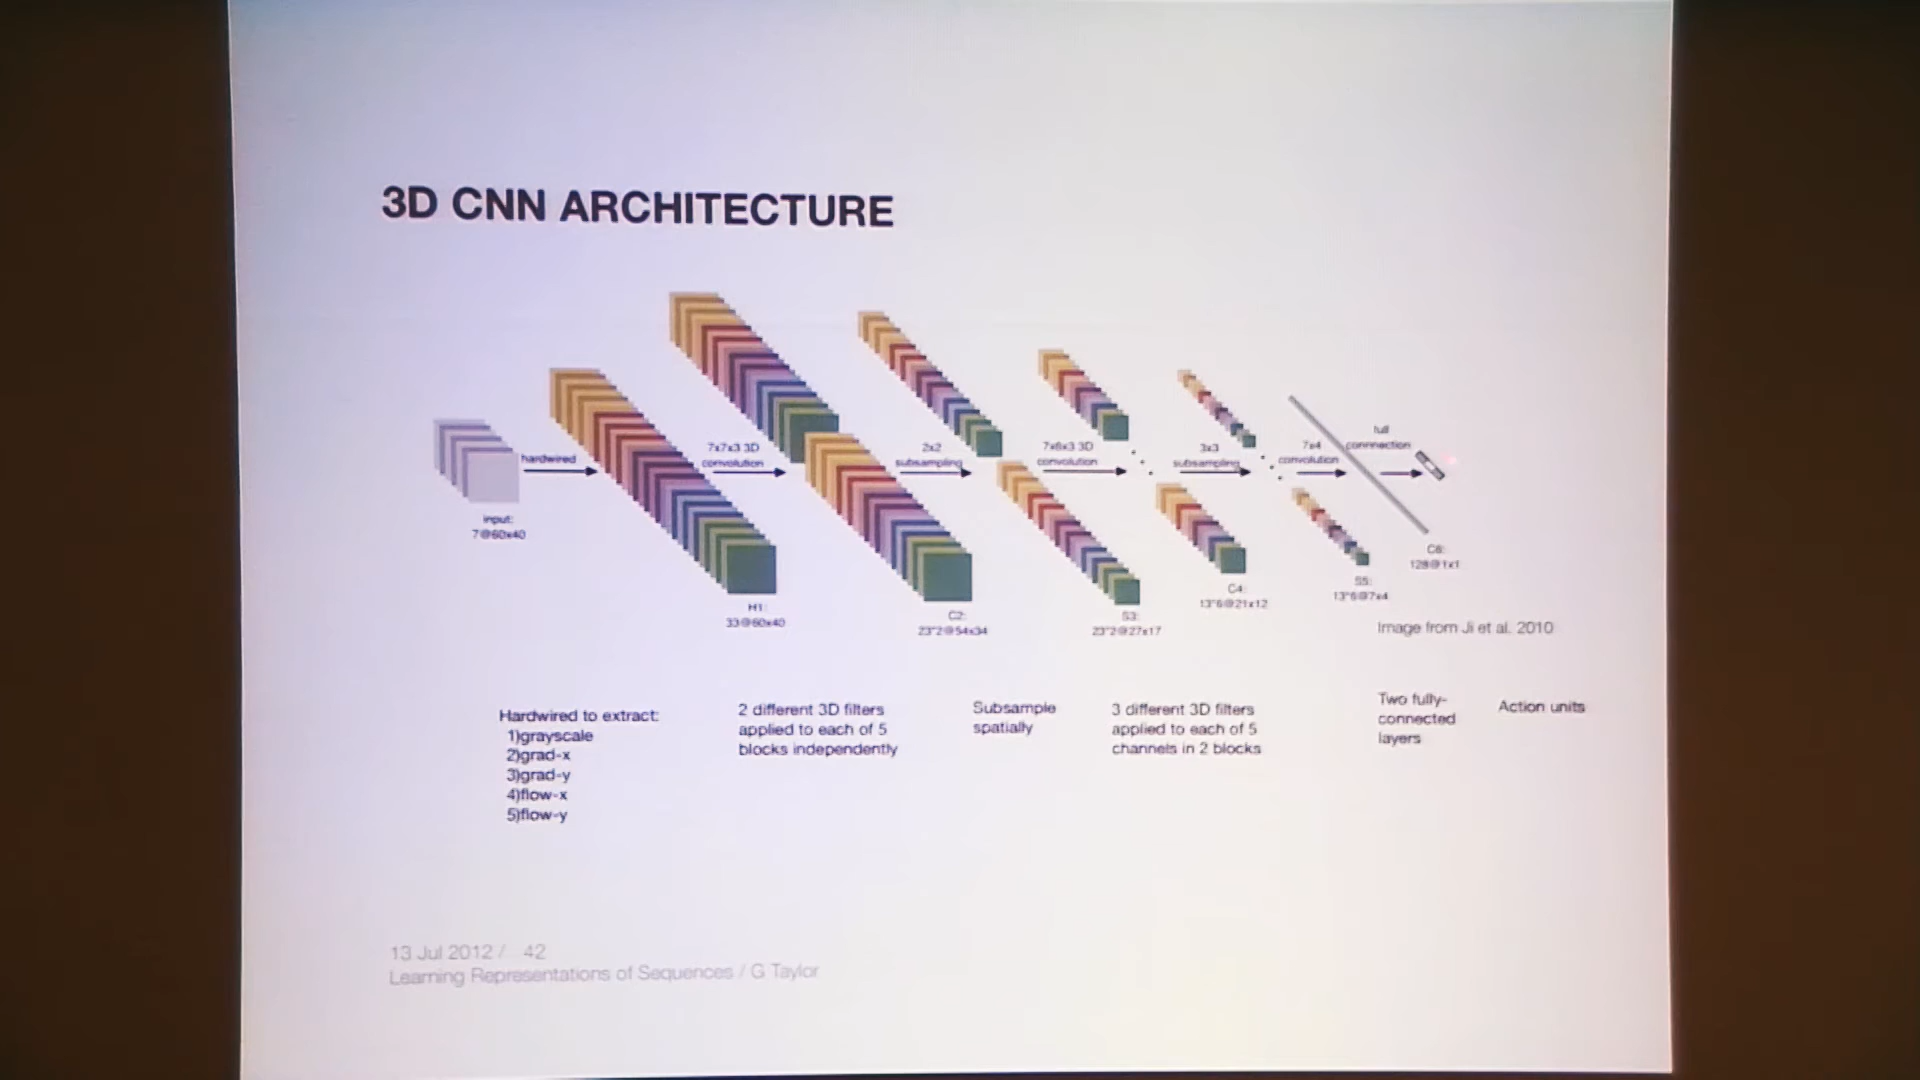 3D CNN ARCHITECTURE
hardwired
7x7x3 3D
convolution
2x2
subsampling
7x6x3 3D
convolution
3x3
subsampling
7x4
convolution
full
connnection
input:
7@60x40
H1:
33@60x40
C2:
23*2@54x34
S3:
23*2@27x17
C4:
13*6@21x12
S5:
13*6@7x4
C6:
128@1x1
Image from Ji et al. 2010
Hardwired to extract:
1)grayscale
2)grad-x
3)grad-y
4)flow-x
5)flow-y
2 different 3D filters
applied to each of 5
blocks independently
Subsample
spatially
3 different 3D filters
applied to each of 5
channels in 2 blocks
Two fully-
connected
layers
Action units
13 Jul 2012 / 42
Learning Representations of Sequences / G Taylor